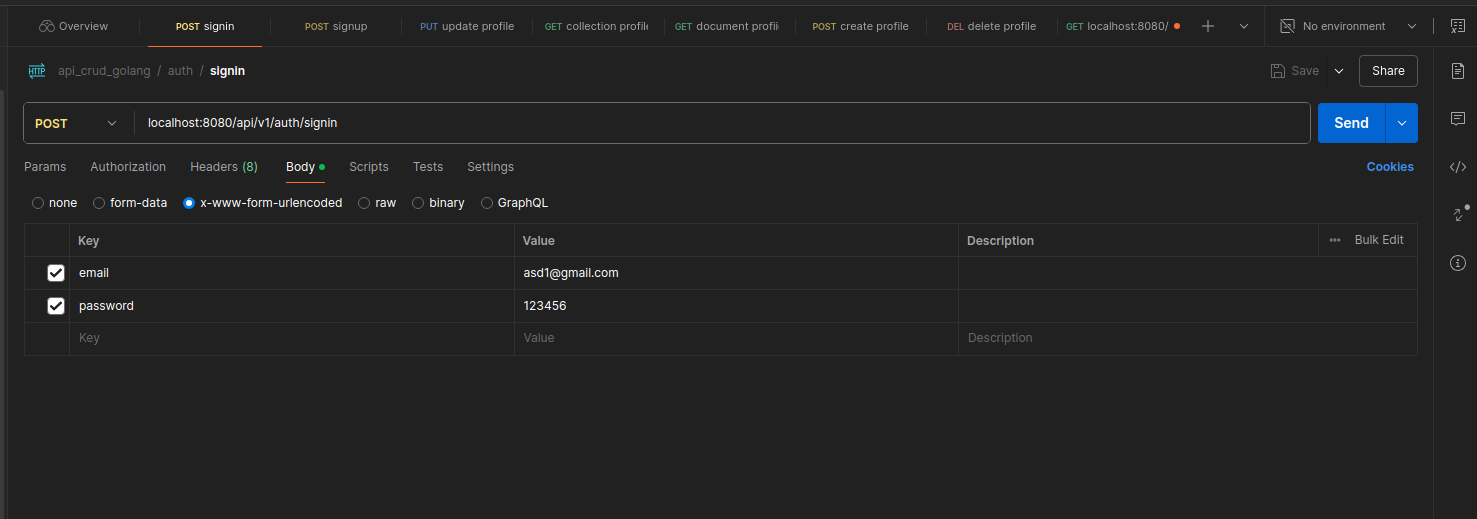 Overview POST signin POST signup PUT update profile GET collection profile GET document profil POST create profile DEL delete profile GET localhost:8080/ No environment
HTTP api_crud_golang / auth / signin Save Share
POST localhost:8080/api/v1/auth/signin Send
Params Authorization Headers (8) Body Scripts Tests Settings Cookies
none form-data x-www-form-urlencoded raw binary GraphQL
Key Value Description Bulk Edit
email asd1@gmail.com
password 123456
Key Value Description